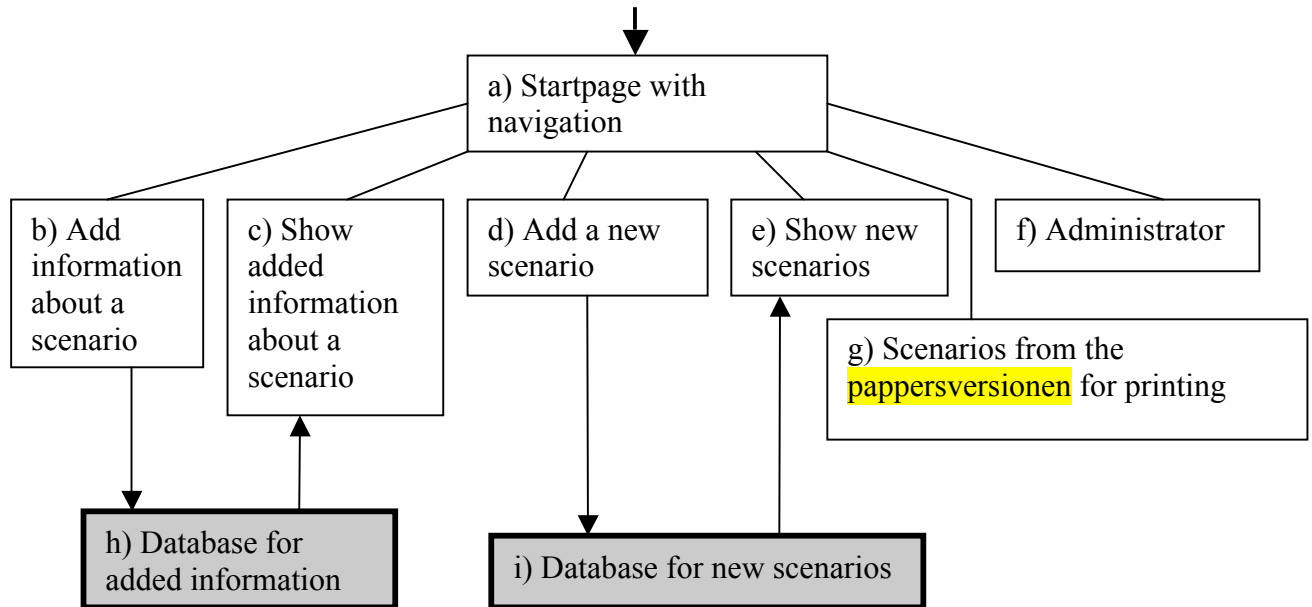 a) Startpage with
navigation
b) Add
information
about a
scenario
c) Show
added
information
about a
scenario
d) Add a new
scenario
e) Show new
scenarios
f) Administrator
g) Scenarios from the
pappersversionen for printing
h) Database for
added information
i) Database for new scenarios